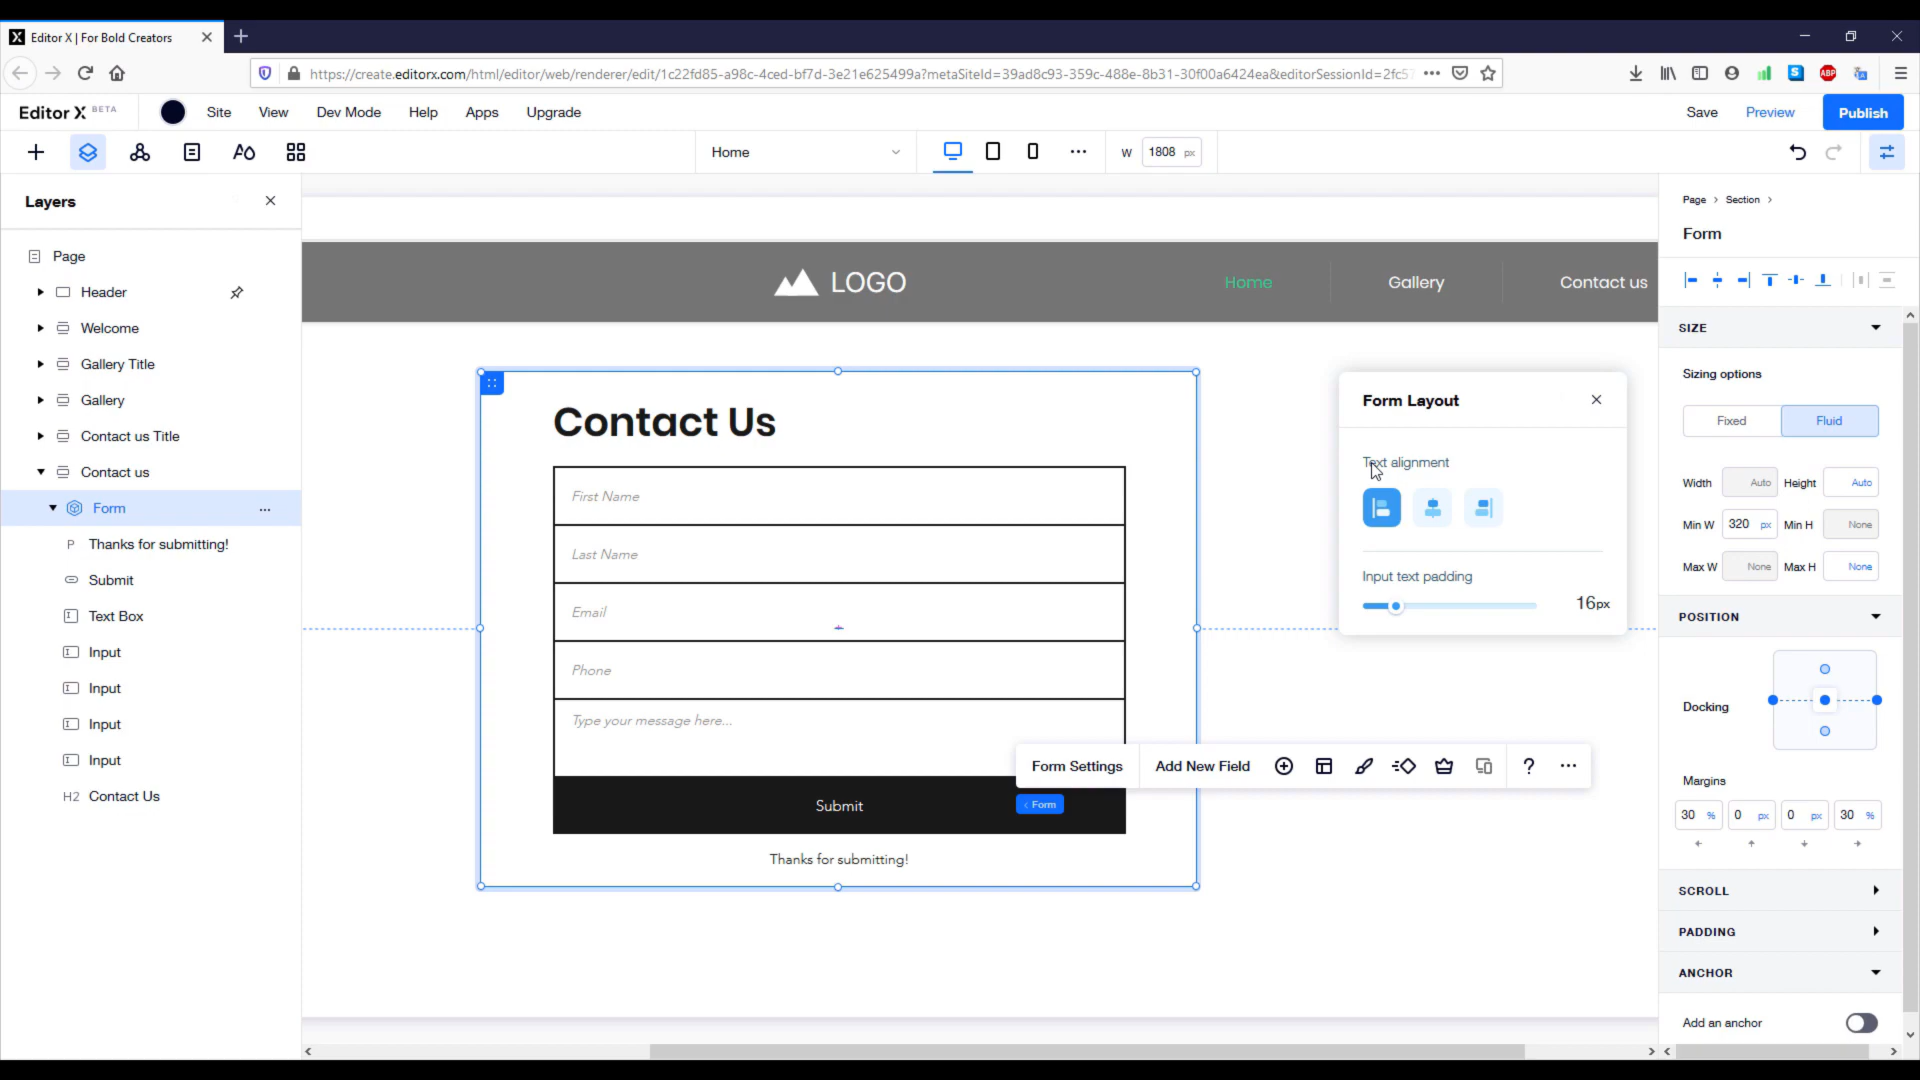 Editor X | For Bold Creators
https://create.editorx.com/html/editor/web/renderer/edit/1c22fd85-a98c-4ced-bf7d-3e21e625499a?metaSiteId=39ad8c93-359c-488e-8b31-30f00a6424ea&editorSessionId=2fc57
Editor X BETA
Site
View
Dev Mode
Help
Apps
Upgrade
Save
Preview
Publish
Home
W 1808 px
Layers
Page
Header
Welcome
Gallery Title
Gallery
Contact us Title
Contact us
Form
P Thanks for submitting!
Submit
Text Box
Input
Input
Input
Input
H2 Contact Us
LOGO
Home
Gallery
Contact us
Contact Us
First Name
Last Name
Email
Phone
Type your message here...
Submit
Thanks for submitting!
Form Settings
Add New Field
?
< Form
Form Layout
Text alignment
Input text padding
16px
Page > Section >
Form
SIZE
Sizing options
Fixed
Fluid
Width Auto Height Auto
Min W 320 px Min H None
Max W None Max H None
POSITION
Docking
Margins
30 % 0 px 0 px 30 %
SCROLL
PADDING
ANCHOR
Add an anchor
ABP
S